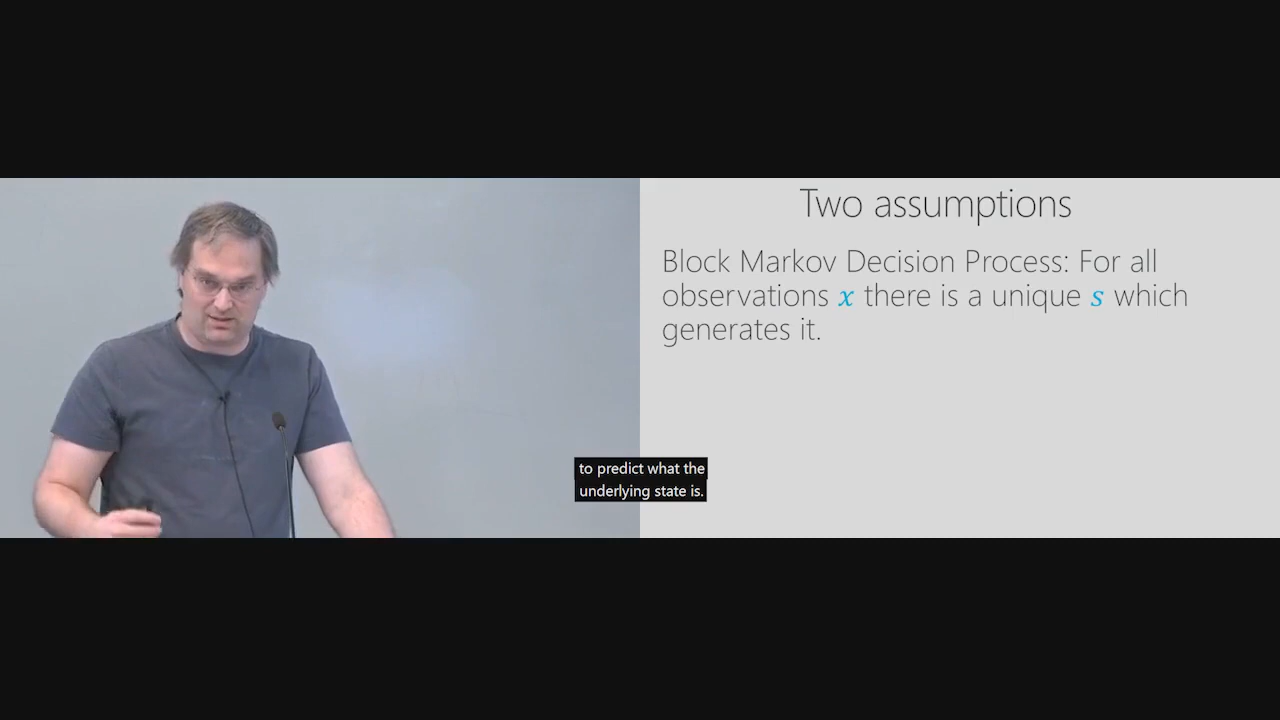 Two assumptions
Block Markov Decision Process: For all
observations x there is a unique s which
generates it.
to predict what the
underlying state is.